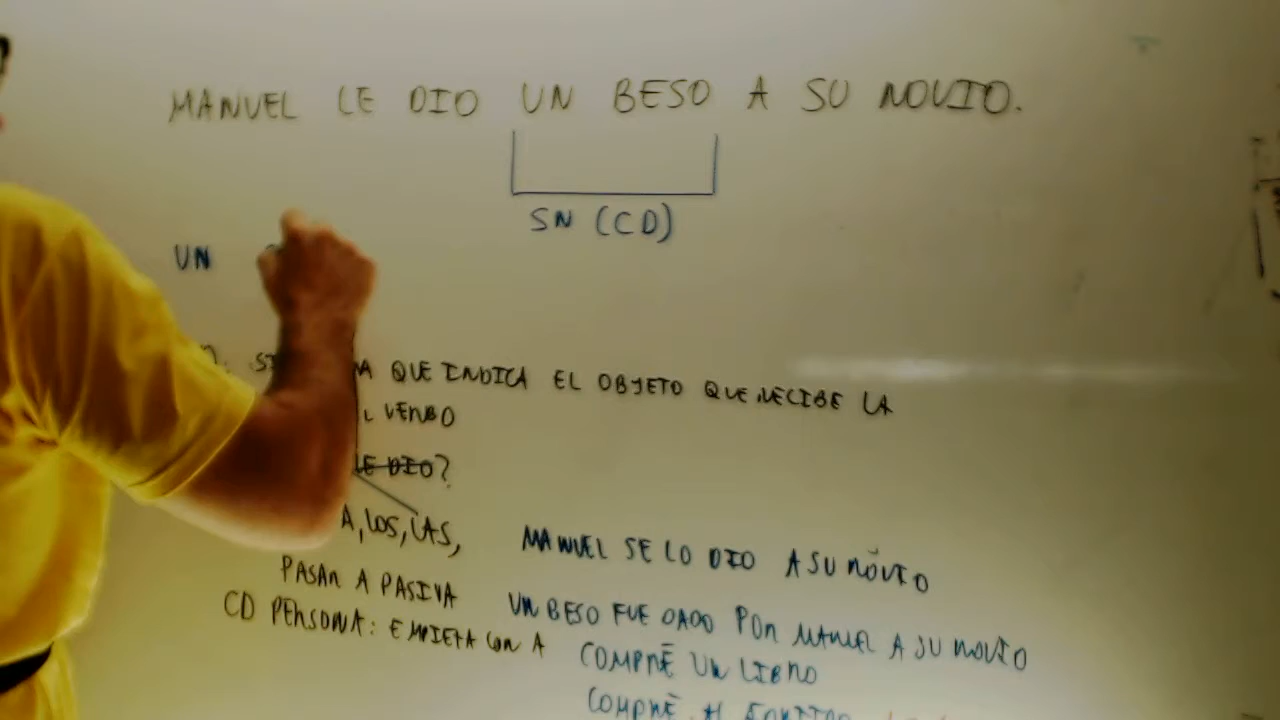 MANUEL LE DIO UN BESO A SU NOVIO.
SN (CD)
UN
QUE INDICA EL OBJETO QUE RECIBE LA
VERBO
LE DIO?
LOS, LAS,
MANUEL SE LO DIO A SU NOVIO
PASAR A PASIVA
UN BESO FUE DADO POR MANUEL A SU NOVIO
CD PERSONA: EMPIEZA CON A
COMPRÉ UN LIBRO
COMPRÉ